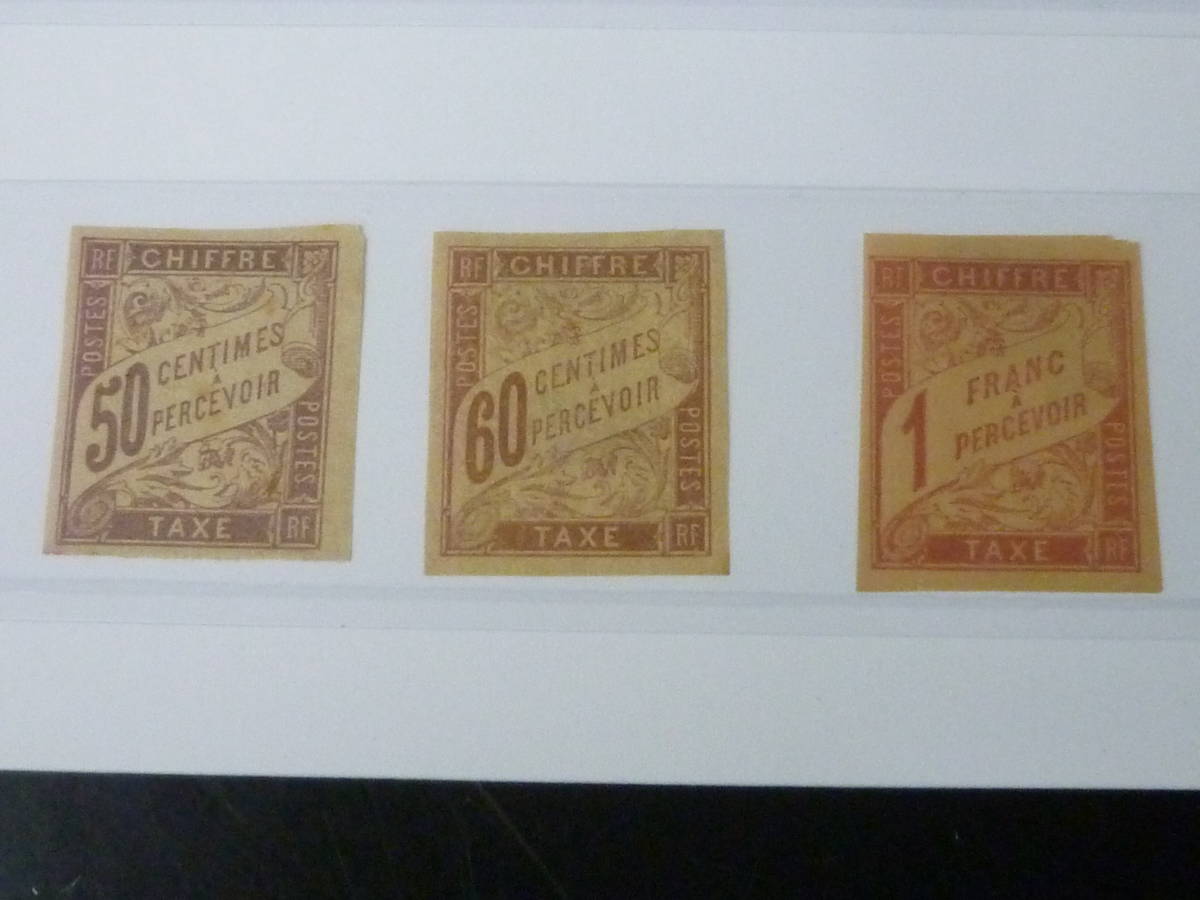 RF CHIFFRE
POSTES
50 CENTIMES
A
PERCEVOIR
POSTES
TAXE RF
RF CHIFFRE
POSTES
60 CENTIMES
A
PERCEVOIR
POSTES
TAXE RF
RF CHIFFRE
POSTES
1 FRANC
A
PERCEVOIR
POSTES
TAXE RF